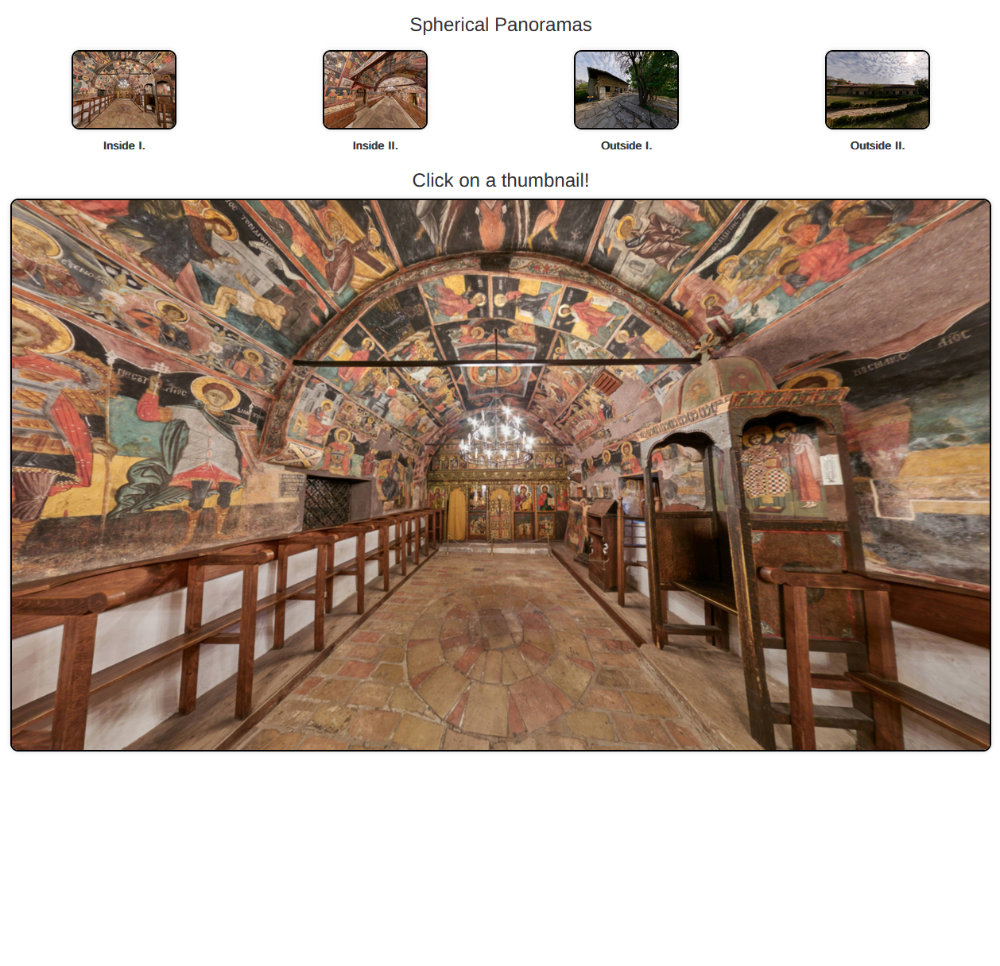 Spherical Panoramas
Inside I.
Inside II.
Outside I.
Outside II.
Click on a thumbnail!